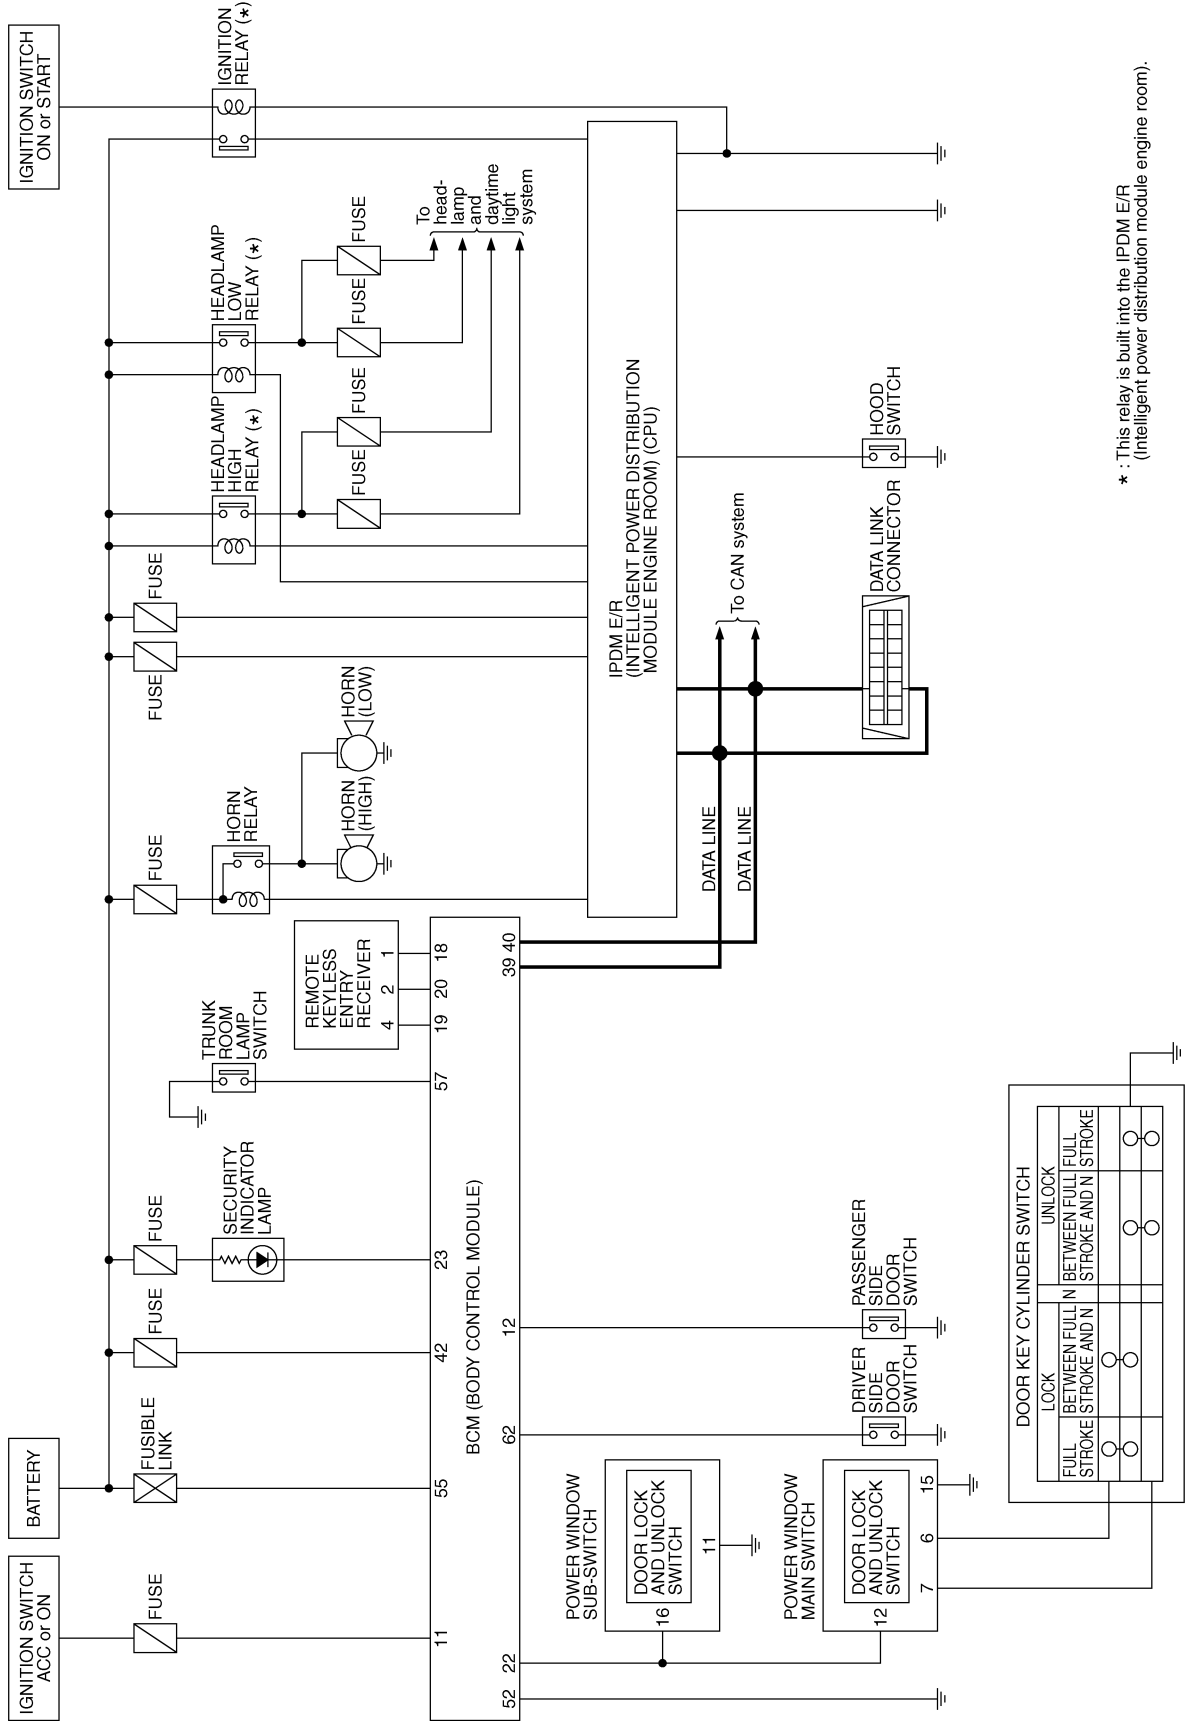 IGNITION SWITCH
ACC or ON
BATTERY
IGNITION SWITCH
ON or START
FUSE
FUSIBLE
LINK
FUSE
FUSE
SECURITY
INDICATOR
LAMP
TRUNK
ROOM
LAMP
SWITCH
REMOTE
KEYLESS
ENTRY
RECEIVER
4
2
1
FUSE
HORN
RELAY
HORN
(HIGH)
HORN
(LOW)
FUSE
FUSE
HEADLAMP
HIGH
RELAY (*)
HEADLAMP
LOW
RELAY (*)
FUSE
FUSE
FUSE
FUSE
To
head-
lamp
and
daytime
light
system
IGNITION
RELAY (*)
11
55
42
23
57
19
20
18
BCM (BODY CONTROL MODULE)
52
22
62
12
39
40
IPDM E/R
(INTELLIGENT POWER DISTRIBUTION
MODULE ENGINE ROOM) (CPU)
POWER WINDOW
SUB-SWITCH
DOOR LOCK
AND UNLOCK
SWITCH
16
11
POWER WINDOW
MAIN SWITCH
DOOR LOCK
AND UNLOCK
SWITCH
12
7
6
15
DRIVER
SIDE
DOOR
SWITCH
PASSENGER
SIDE
DOOR
SWITCH
DATA LINE
DATA LINE
To CAN system
DATA LINK
CONNECTOR
HOOD
SWITCH
DOOR KEY CYLINDER SWITCH
LOCK
UNLOCK
FULL
STROKE
BETWEEN FULL
STROKE AND N
N
BETWEEN FULL
STROKE AND N
FULL
STROKE
* : This relay is built into the IPDM E/R
(Intelligent power distribution module engine room).